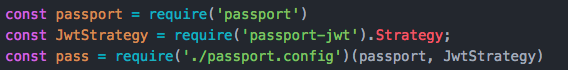 const passport = require('passport')
const JwtStrategy = require('passport-jwt').Strategy;
const pass = require('./passport.config')(passport, JwtStrategy)